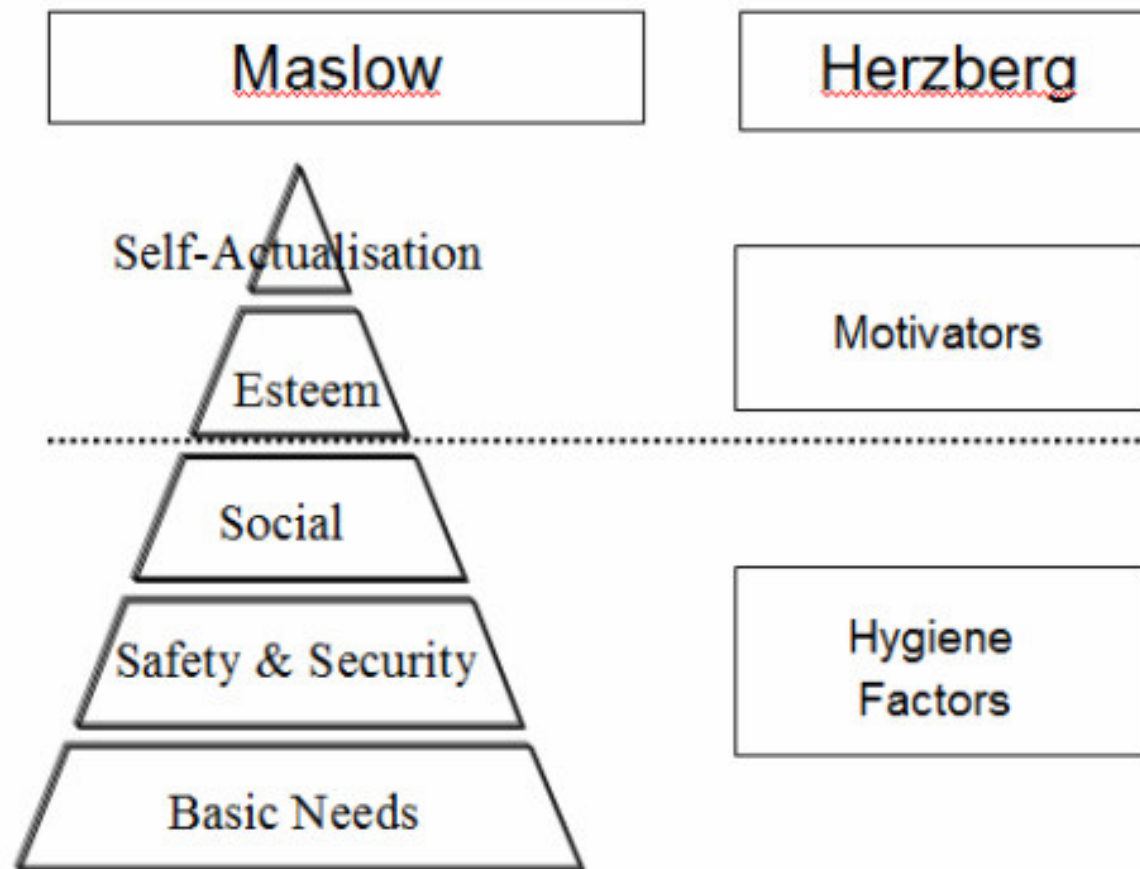 Maslow
Herzberg
Self-Actualisation
Motivators
Esteem
Social
Hygiene
Factors
Safety & Security
Basic Needs